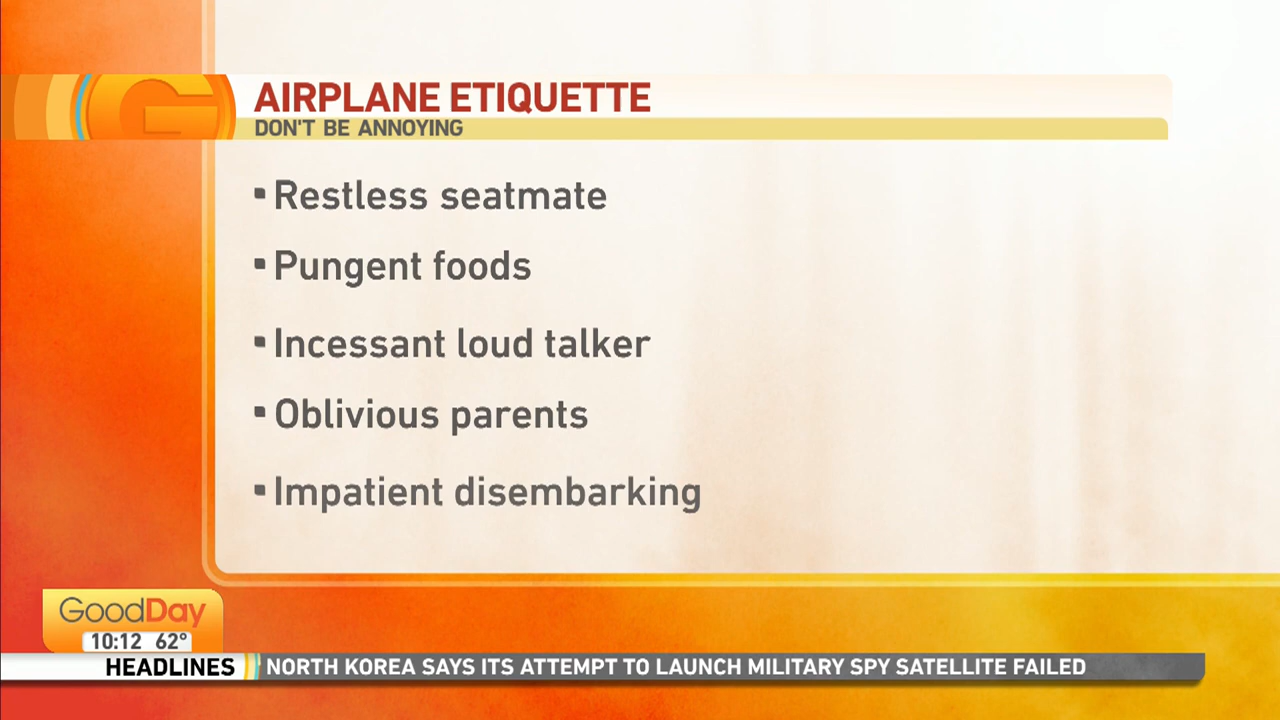 G
AIRPLANE ETIQUETTE
DON'T BE ANNOYING
▪ Restless seatmate
▪ Pungent foods
▪ Incessant loud talker
▪ Oblivious parents
▪ Impatient disembarking
GoodDay
10:12 62°
HEADLINES NORTH KOREA SAYS ITS ATTEMPT TO LAUNCH MILITARY SPY SATELLITE FAILED